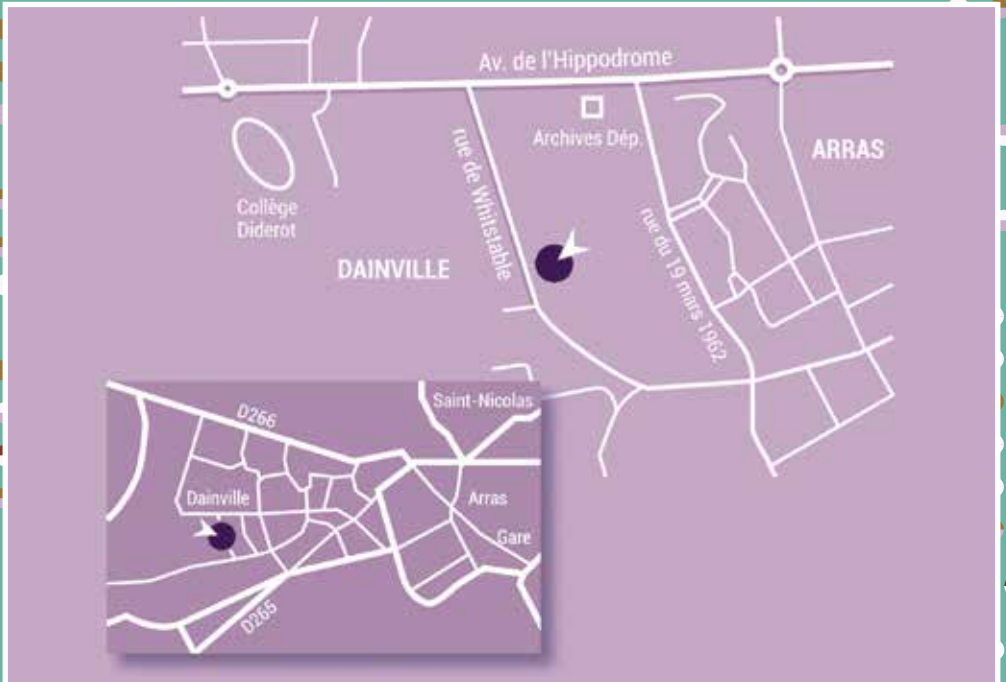 Av. de l'Hippodrome
Archives Dép.
ARRAS
Collège
Diderot
rue de Whitstable
DAINVILLE
rue du 19 mars 1962
D266
Saint-Nicolas
Dainville
Arras
Gare
D265